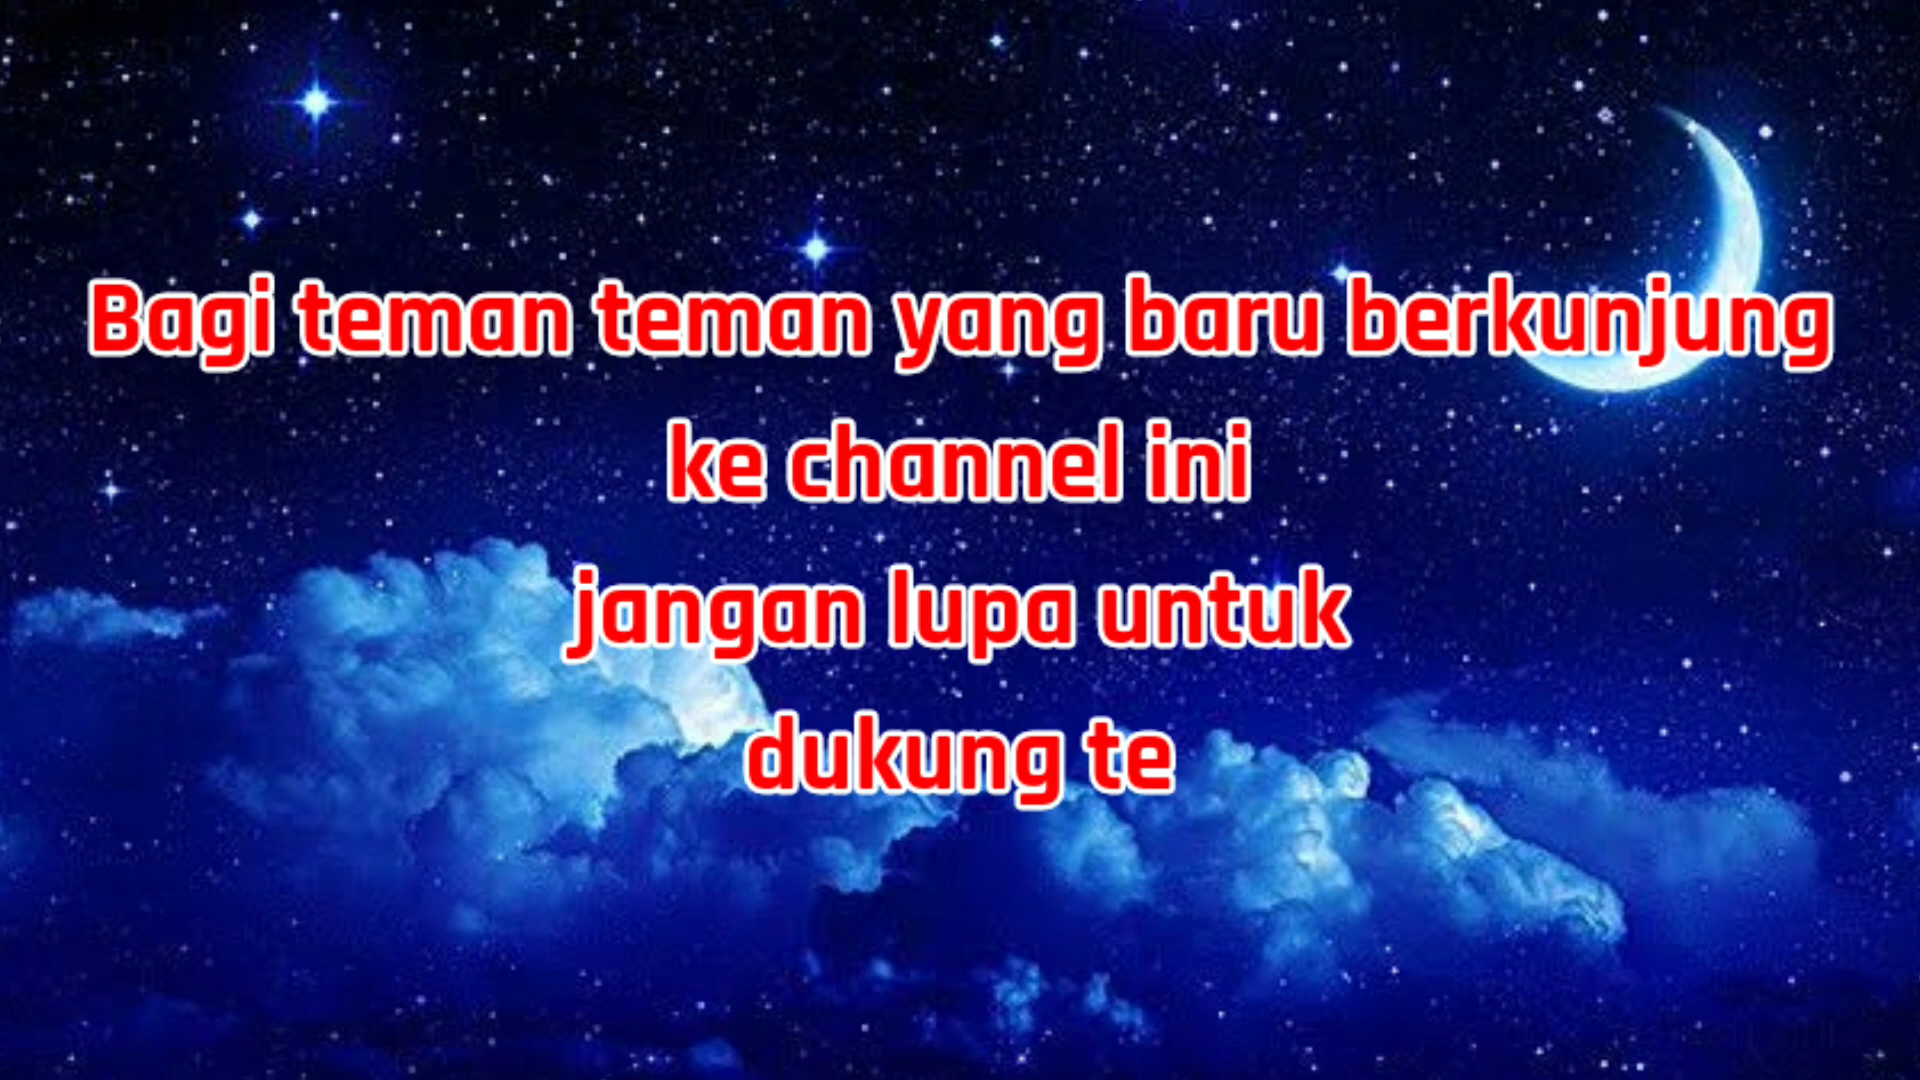 Bagi teman teman yang baru berkunjung
ke channel ini
jangan lupa untuk
dukung te